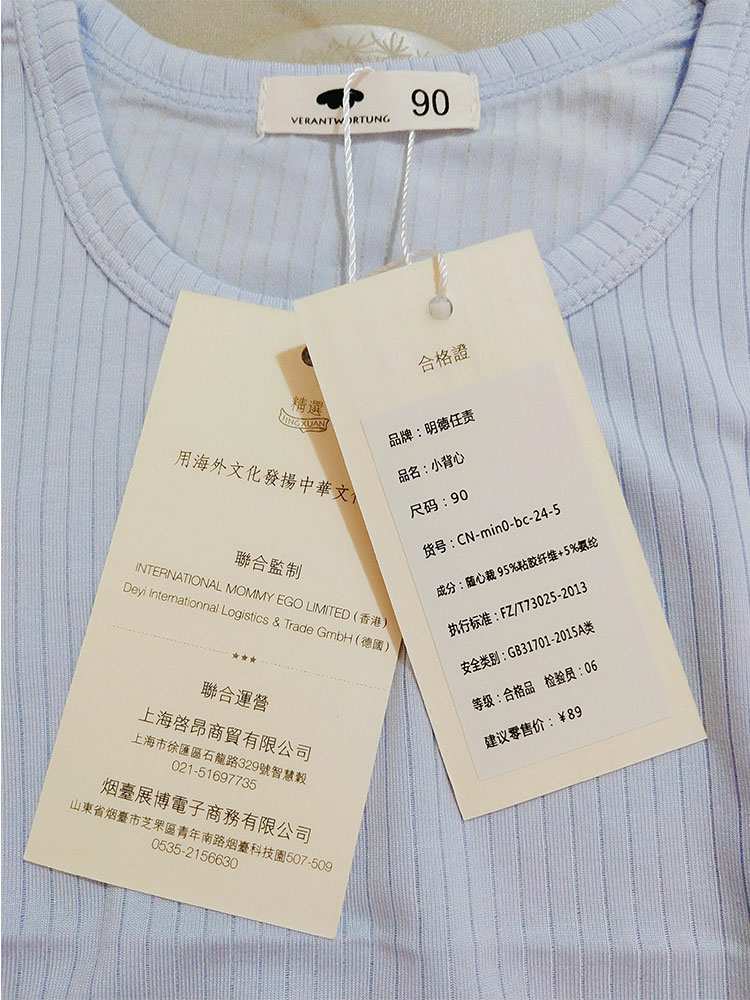 VERANTWORTUNG
90
精選
JINGXUAN
用海外文化發揚中華文
聯合監制
INTERNATIONAL MOMMY EGO LIMITED (香港)
Deyi Internationnal Logistics & Trade GmbH (德國)
***
聯合運營
上海啓昂商貿有限公司
上海市徐匯區石龍路329號智慧穀
021-51697735
烟臺展博電子商務有限公司
山東省烟臺市芝罘區青年南路烟臺科技園507-509
0535-2156630
合格證
品牌：明德任责
品名：小背心
尺码：90
货号：CN-min0-bc-24-5
成分：随心裁 95%粘胶纤维+5%氨纶
执行标准：FZ/T73025-2013
安全类别：GB31701-2015A类
等级：合格品 检验员：06
建议零售价：¥89